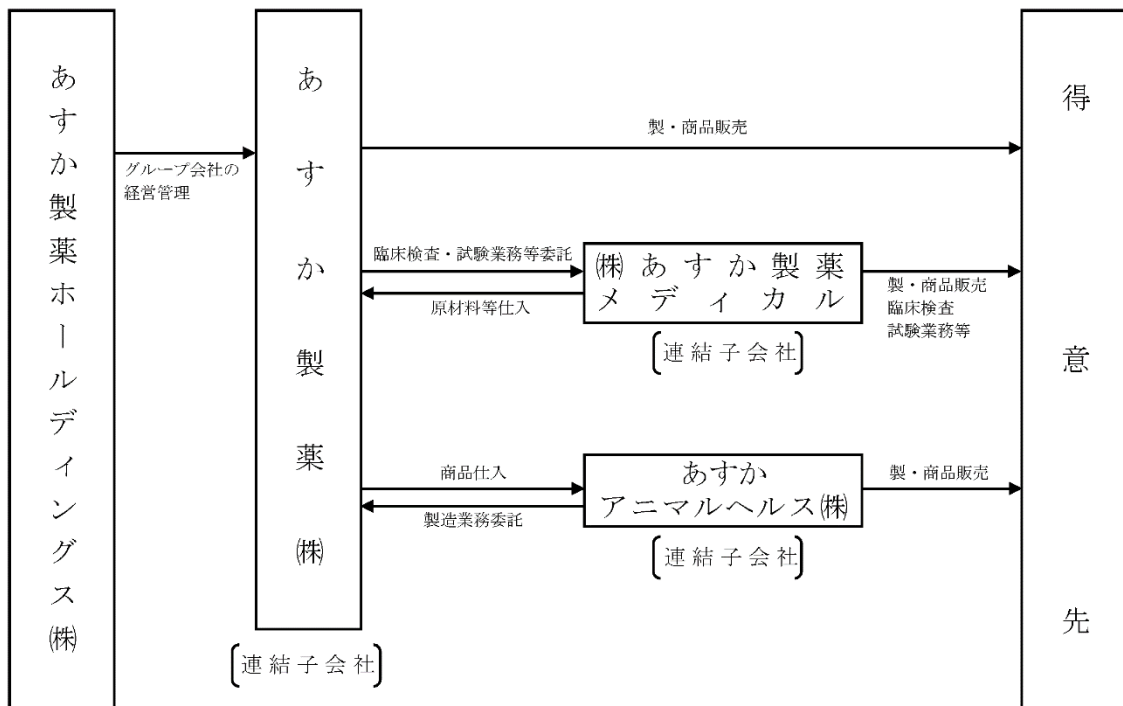 あすか製薬ホールディングス㈱
グループ会社の
経営管理
あすか製薬㈱
[連結子会社]
製・商品販売
臨床検査・試験業務等委託
原材料等仕入
㈱あすか製薬
メディカル
[連結子会社]
製・商品販売
臨床検査
試験業務等
商品仕入
製造業務委託
あすか
アニマルヘルス㈱
[連結子会社]
製・商品販売
得意先